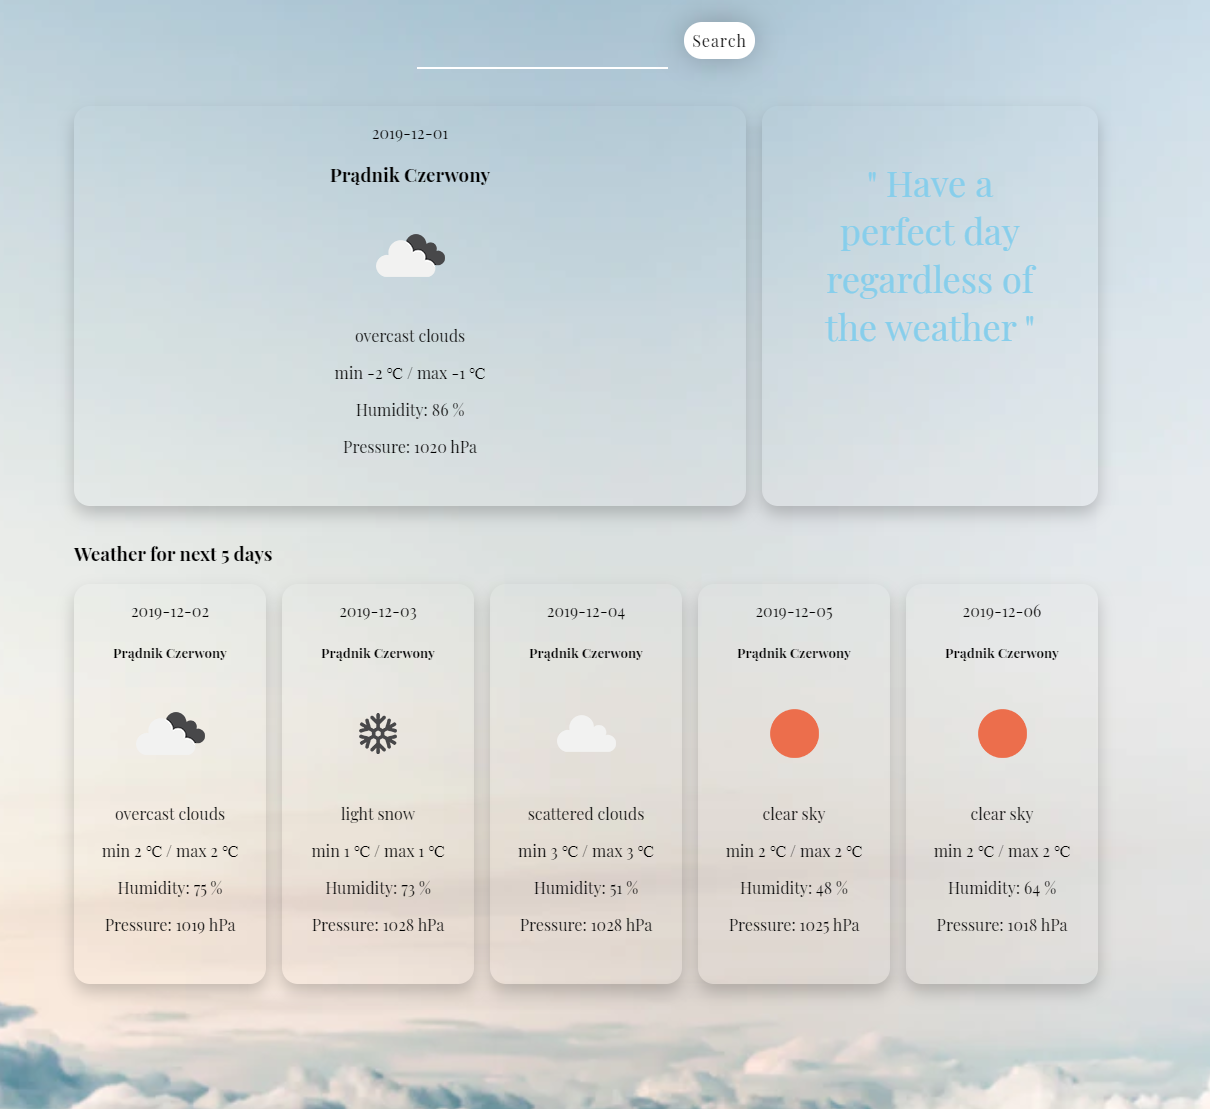 Search
2019-12-01
Prądnik Czerwony
overcast clouds
min -2 ℃ / max -1 ℃
Humidity: 86 %
Pressure: 1020 hPa
" Have a
perfect day
regardless of
the weather "
Weather for next 5 days
2019-12-02
Prądnik Czerwony
overcast clouds
min 2 ℃ / max 2 ℃
Humidity: 75 %
Pressure: 1019 hPa
2019-12-03
Prądnik Czerwony
light snow
min 1 ℃ / max 1 ℃
Humidity: 73 %
Pressure: 1028 hPa
2019-12-04
Prądnik Czerwony
scattered clouds
min 3 ℃ / max 3 ℃
Humidity: 51 %
Pressure: 1028 hPa
2019-12-05
Prądnik Czerwony
clear sky
min 2 ℃ / max 2 ℃
Humidity: 48 %
Pressure: 1025 hPa
2019-12-06
Prądnik Czerwony
clear sky
min 2 ℃ / max 2 ℃
Humidity: 64 %
Pressure: 1018 hPa